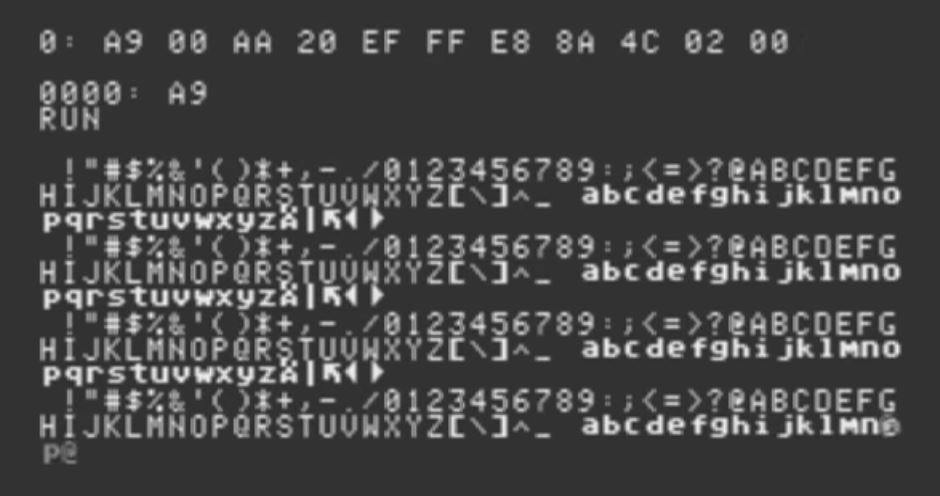 0: A9 00 AA 20 EF FF E8 8A 4C 02 00
0000: A9
RUN
!"#$%&'()*+,-./0123456789:;<=>?@ABCDEFG
HIJKLMNOPQRSTUVWXYZ[\]^_ abcdefghijklmno
pqrstuvwxyzÄ|↖◀▶
!"#$%&'()*+,-./0123456789:;<=>?@ABCDEFG
HIJKLMNOPQRSTUVWXYZ[\]^_ abcdefghijklmno
pqrstuvwxyzÄ|↖◀▶
!"#$%&'()*+,-./0123456789:;<=>?@ABCDEFG
HIJKLMNOPQRSTUVWXYZ[\]^_ abcdefghijklmno
pqrstuvwxyzÄ|↖◀▶
!"#$%&'()*+,-./0123456789:;<=>?@ABCDEFG
HIJKLMNOPQRSTUVWXYZ[\]^_ abcdefghijklmn
p@